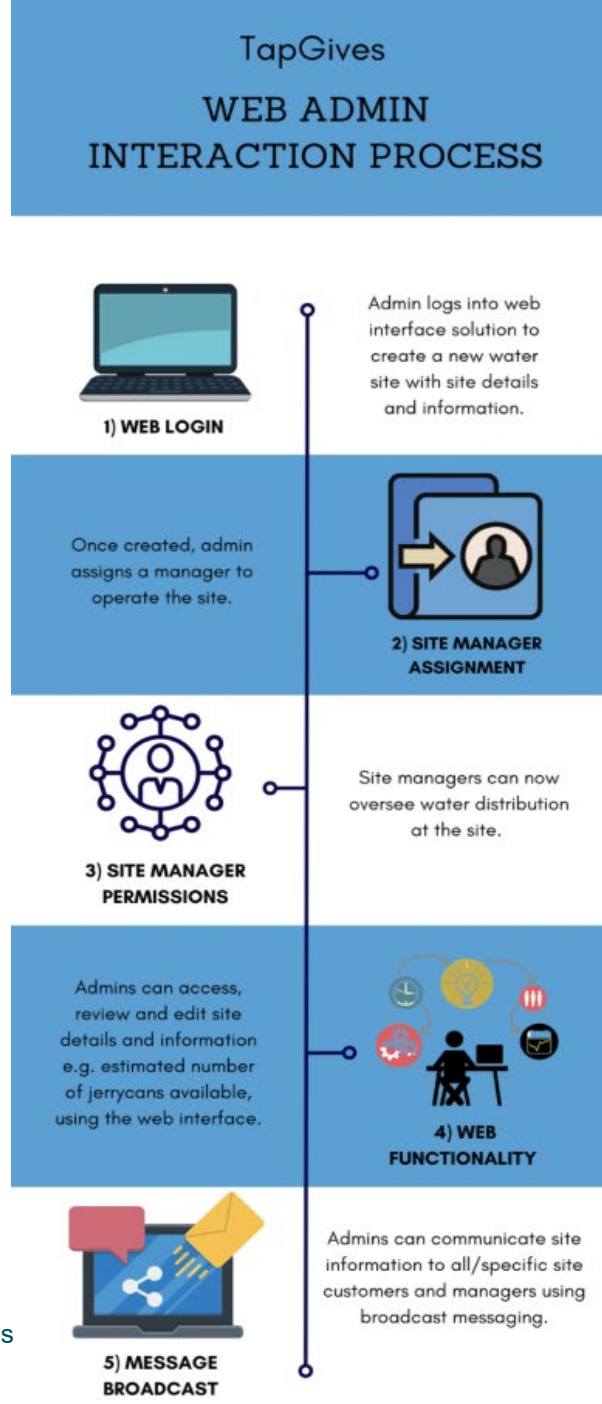 TapGives
WEB ADMIN
INTERACTION PROCESS
1) WEB LOGIN
Admin logs into web
interface solution to
create a new water
site with site details
and information.
Once created, admin
assigns a manager to
operate the site.
2) SITE MANAGER
ASSIGNMENT
3) SITE MANAGER
PERMISSIONS
Site managers can now
oversee water distribution
at the site.
Admins can access,
review and edit site
details and information
e.g. estimated number
of jerrycans available,
using the web interface.
4) WEB
FUNCTIONALITY
s
5) MESSAGE
BROADCAST
Admins can communicate site
information to all/specific site
customers and managers using
broadcast messaging.